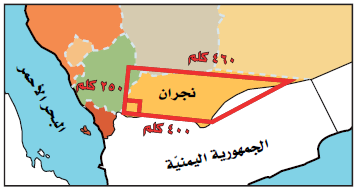 ٤٦٠ كلم
٢٥٠ كلم
نجران
٤٠٠ كلم
البحر الأحمر
الجمهورية اليمنيّة